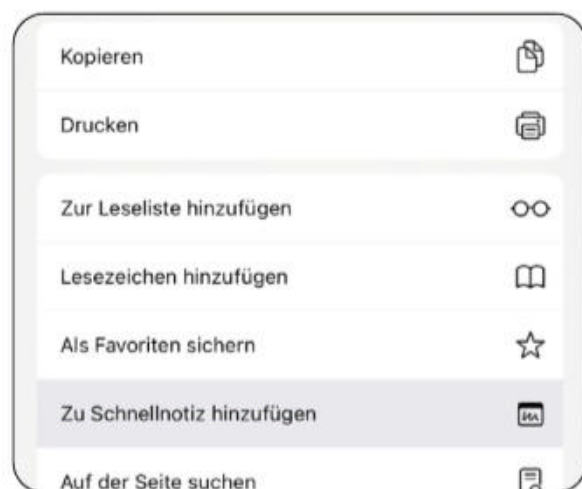 Kopieren
Drucken
Zur Leseliste hinzufügen
Lesezeichen hinzufügen
Als Favoriten sichern
Zu Schnellnotiz hinzufügen
Auf der Seite suchen